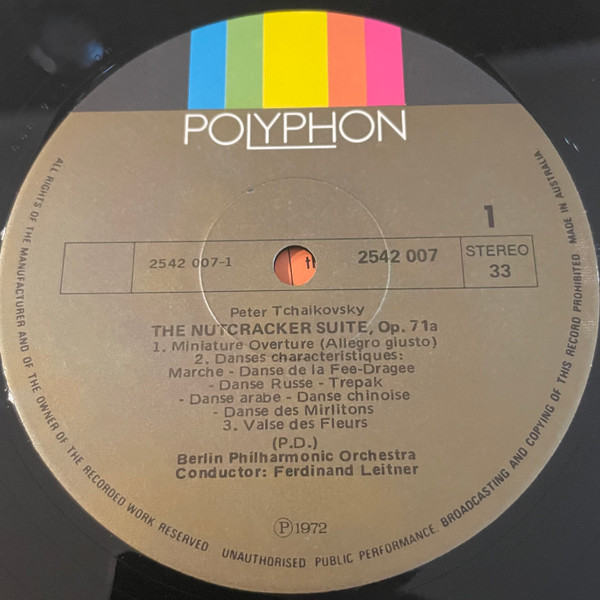 POLYPHON
1
2542 007-1
2542 007
STEREO
33
Peter Tchaikovsky
THE NUTCRACKER SUITE, Op. 71a
1. Miniature Overture (Allegro giusto)
2. Danses characteristiques:
Marche - Danse de la Fee-Dragee
- Danse Russe - Trepak
- Danse arabe - Danse chinoise
- Danse des Mirlitons
3. Valse des Fleurs
(P.D.)
Berlin Philharmonic Orchestra
Conductor: Ferdinand Leitner
Ⓟ1972
ALL RIGHTS OF THE MANUFACTURER AND OF THE OWNER OF THE RECORDED WORK RESERVED UNAUTHORISED PUBLIC PERFORMANCE. BROADCASTING AND COPYING OF THIS RECORD PROHIBITED MADE IN AUSTRALIA